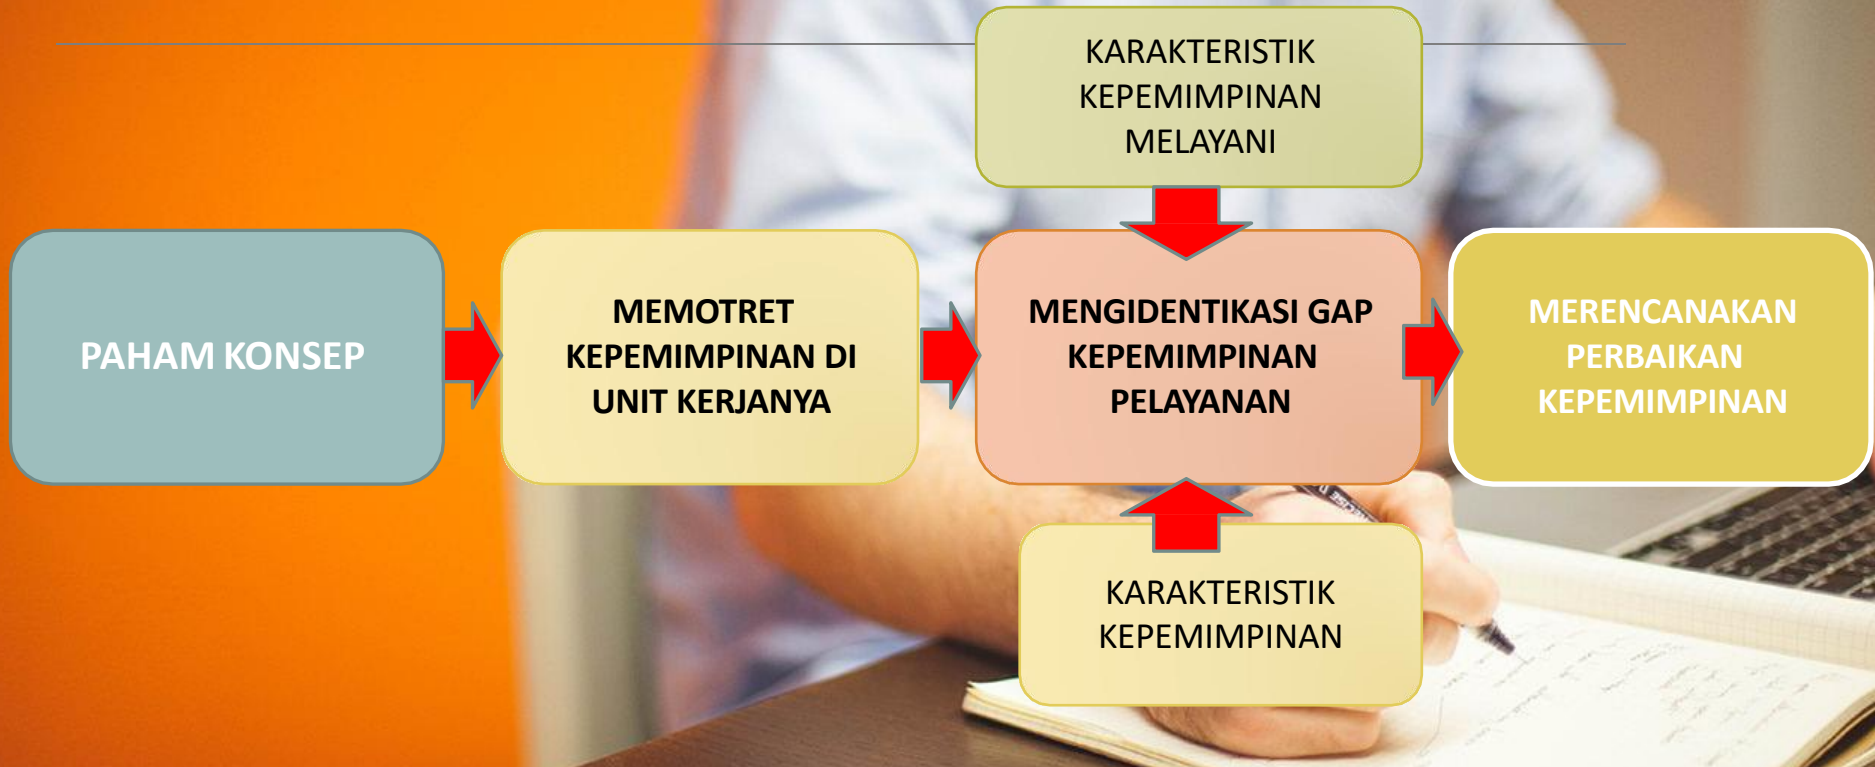 KARAKTERISTIK
KEPEMIMPINAN
MELAYANI
PAHAM KONSEP
MEMOTRET
KEPEMIMPINAN DI
UNIT KERJANYA
MENGIDENTIKASI GAP
KEPEMIMPINAN
PELAYANAN
MERENCANAKAN
PERBAIKAN
KEPEMIMPINAN
KARAKTERISTIK
KEPEMIMPINAN